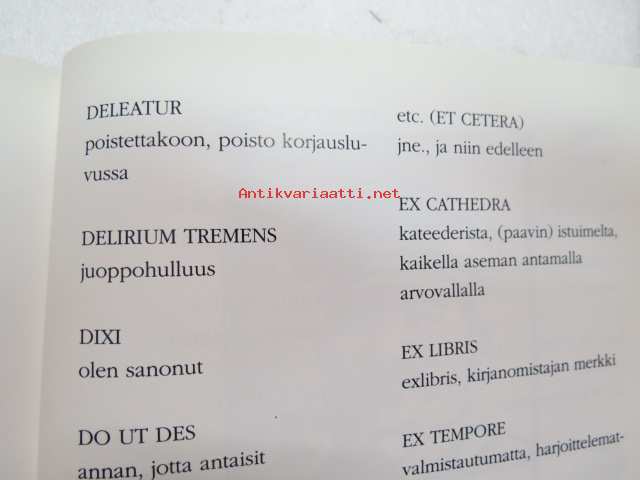 DELEATUR
poistettakoon, poisto korjauslu-
vussa
DELIRIUM TREMENS
juoppohulluus
DIXI
olen sanonut
DO UT DES
annan, jotta antaisit
etc. (ET CETERA)
jne., ja niin edelleen
EX CATHEDRA
kateederista, (paavin) istuimelta,
kaikella aseman antamalla
arvovallalla
EX LIBRIS
exlibris, kirjanomistajan merkki
EX TEMPORE
valmistautumatta, harjoittelemat-
Antikvariaatti.net